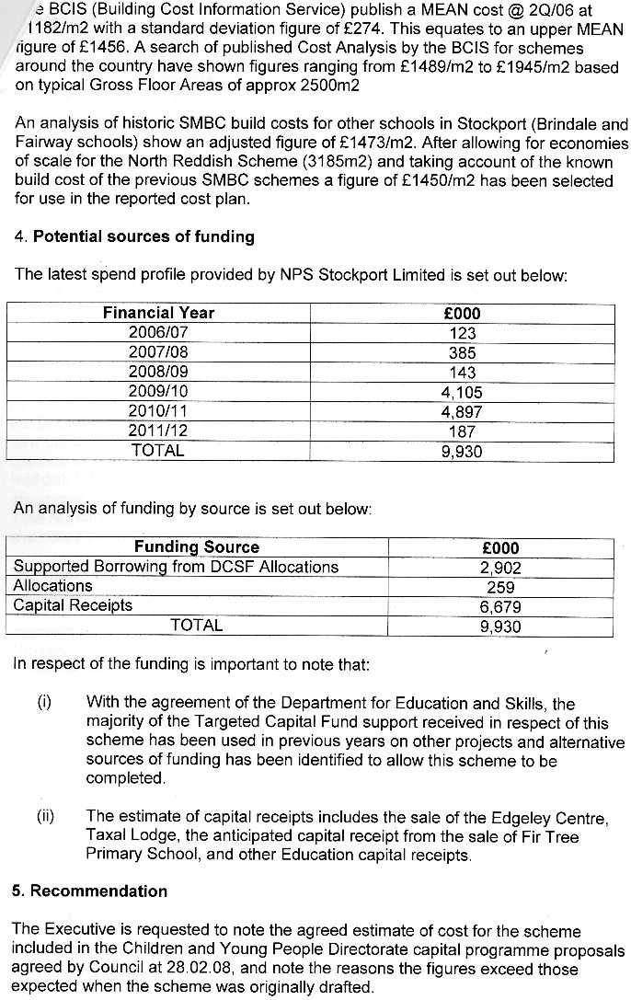 BCIS (Building Cost Information Service) publish a MEAN cost @ 2Q/06 at
1182/m2 with a standard deviation figure of £274. This equates to an upper MEAN
figure of £1456. A search of published Cost Analysis by the BCIS for schemes
around the country have shown figures ranging from £1489/m2 to £1945/m2 based
on typical Gross Floor Areas of approx 2500m2
An analysis of historic SMBC build costs for other schools in Stockport (Brindale and
Fairway schools) show an adjusted figure of £1473/m2. After allowing for economies
of scale for the North Reddish Scheme (3185m2) and taking account of the known
build cost of the previous SMBC schemes a figure of £1450/m2 has been selected
for use in the reported cost plan.
4. Potential sources of funding
The latest spend profile provided by NPS Stockport Limited is set out below:
Financial Year £000
2006/07 123
2007/08 385
2008/09 143
2009/10 4,105
2010/11 4,897
2011/12 187
TOTAL 9,930
An analysis of funding by source is set out below:
Funding Source £000
Supported Borrowing from DCSF Allocations 2,902
Allocations 259
Capital Receipts 6,679
TOTAL 9,930
In respect of the funding is important to note that:
(i) With the agreement of the Department for Education and Skills, the
majority of the Targeted Capital Fund support received in respect of this
scheme has been used in previous years on other projects and alternative
sources of funding has been identified to allow this scheme to be
completed.
(ii) The estimate of capital receipts includes the sale of the Edgeley Centre,
Taxal Lodge, the anticipated capital receipt from the sale of Fir Tree
Primary School, and other Education capital receipts.
5. Recommendation
The Executive is requested to note the agreed estimate of cost for the scheme
included in the Children and Young People Directorate capital programme proposals
agreed by Council at 28.02.08, and note the reasons the figures exceed those
expected when the scheme was originally drafted.